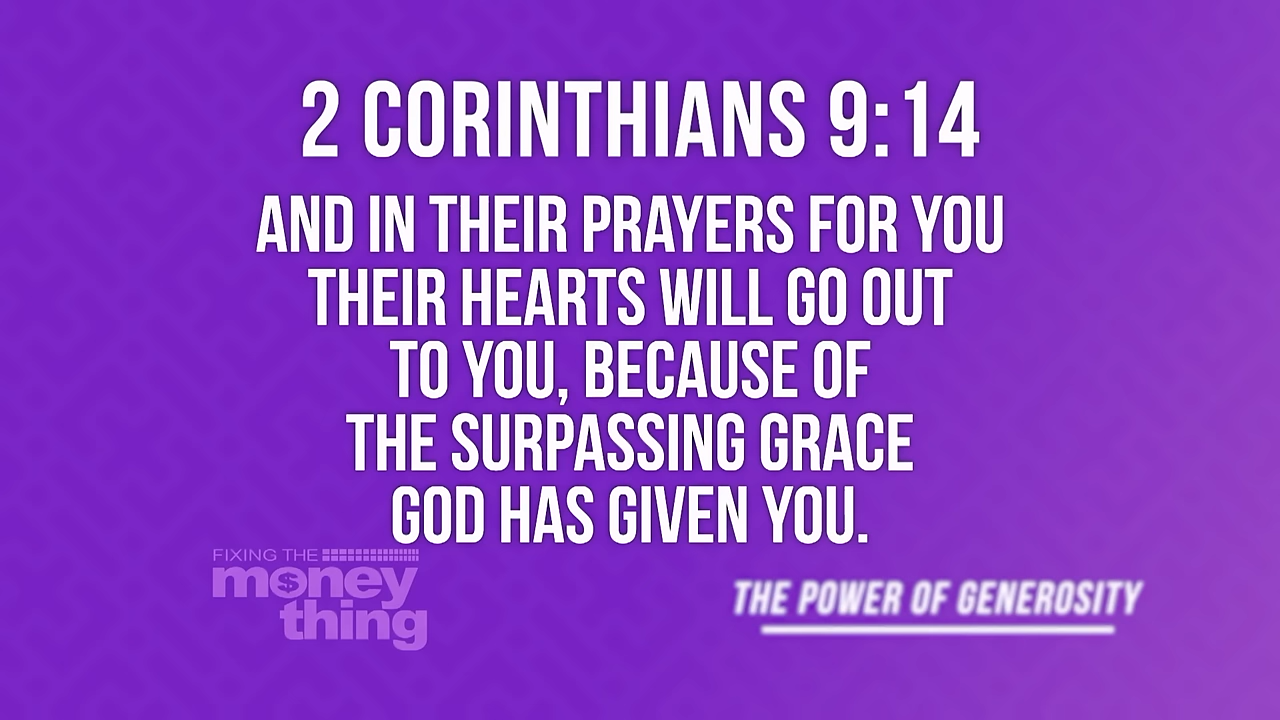 2 CORINTHIANS 9:14
AND IN THEIR PRAYERS FOR YOU
THEIR HEARTS WILL GO OUT
TO YOU, BECAUSE OF
THE SURPASSING GRACE
GOD HAS GIVEN YOU.
FIXING THE
money
thing
THE POWER OF GENEROSITY